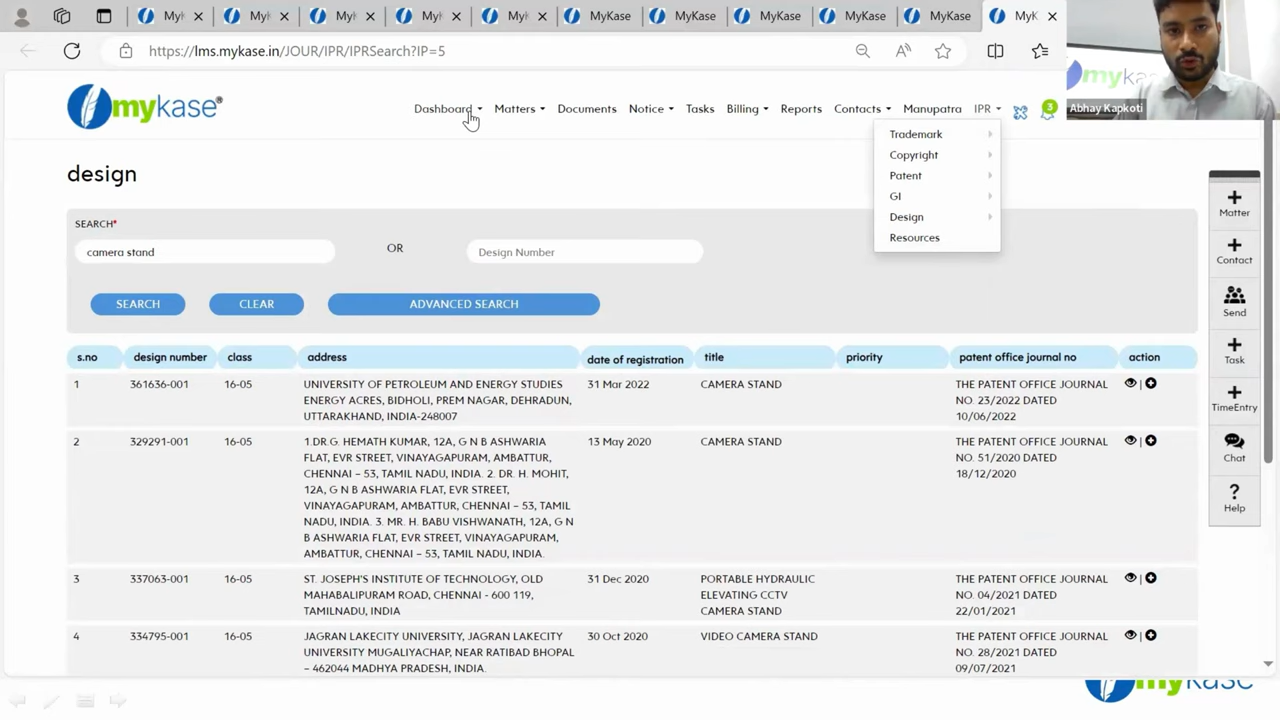 MyK
MyK
MyK
MyK
MyK
MyKase
MyKase
MyKase
MyKase
MyKase
MyK
https://lms.mykase.in/JOUR/IPR/IPRSearch?IP=5
mykase®
Dashboard
Matters
Documents
Notice
Tasks
Billing
Reports
Contacts
Manupatra
IPR
3
Abhay Kapkoti
Trademark
Copyright
Patent
GI
Design
Resources
design
SEARCH*
camera stand
OR
Design Number
SEARCH
CLEAR
ADVANCED SEARCH
s.no design number class address date of registration title priority patent office journal no action
1 361636-001 16-05 UNIVERSITY OF PETROLEUM AND ENERGY STUDIES 31 Mar 2022 CAMERA STAND THE PATENT OFFICE JOURNAL
ENERGY ACRES, BIDHOLI, PREM NAGAR, DEHRADUN, NO. 23/2022 DATED
UTTARAKHAND, INDIA-248007 10/06/2022
2 329291-001 16-05 1.DR.G. HEMATH KUMAR, 12A, G N B ASHWARIA 13 May 2020 CAMERA STAND THE PATENT OFFICE JOURNAL
FLAT, EVR STREET, VINAYAGAPURAM, AMBATTUR, NO. 51/2020 DATED
CHENNAI – 53, TAMIL NADU, INDIA. 2. DR. H. MOHIT, 18/12/2020
12A, G N B ASHWARIA FLAT, EVR STREET,
VINAYAGAPURAM, AMBATTUR, CHENNAI – 53, TAMIL
NADU, INDIA. 3. MR. H. BABU VISHWANATH, 12A, G N
B ASHWARIA FLAT, EVR STREET, VINAYAGAPURAM,
AMBATTUR, CHENNAI – 53, TAMIL NADU, INDIA.
3 337063-001 16-05 ST. JOSEPH'S INSTITUTE OF TECHNOLOGY, OLD 31 Dec 2020 PORTABLE HYDRAULIC THE PATENT OFFICE JOURNAL
MAHABALIPURAM ROAD, CHENNAI - 600 119, ELEVATING CCTV NO. 04/2021 DATED
TAMILNADU, INDIA CAMERA STAND 22/01/2021
4 334795-001 16-05 JAGRAN LAKECITY UNIVERSITY, JAGRAN LAKECITY 30 Oct 2020 VIDEO CAMERA STAND THE PATENT OFFICE JOURNAL
UNIVERSITY MUGALIYACHAP, NEAR RATIBAD BHOPAL NO. 28/2021 DATED
– 462044 MADHYA PRADESH, INDIA. 09/07/2021
Matter
Contact
Send
Task
TimeEntry
Chat
Help